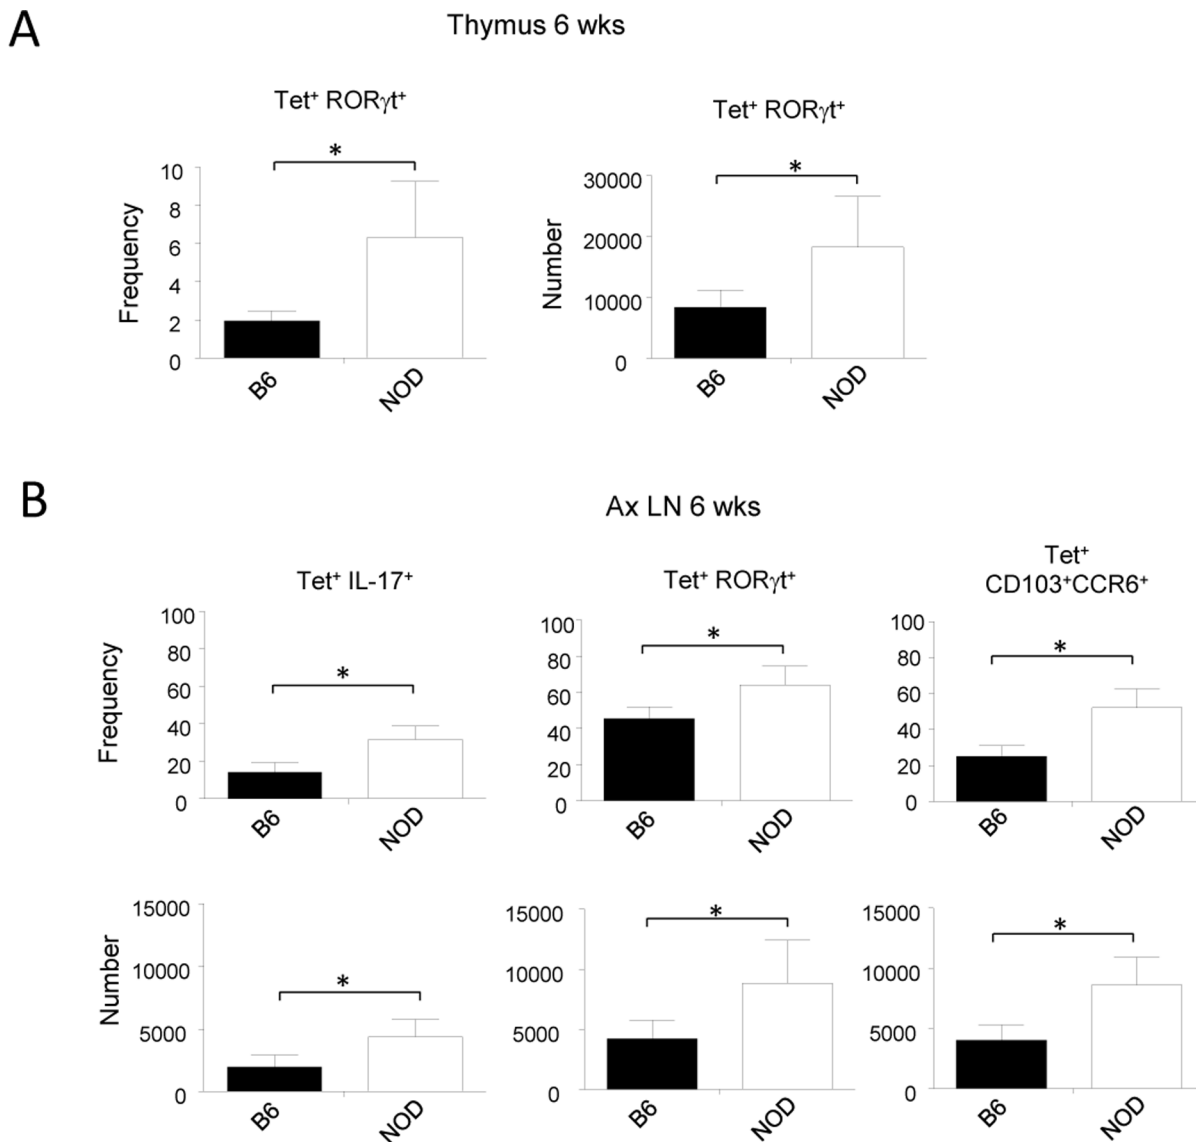 A
Thymus 6 wks
Tet⁺ RORγt⁺
*
Frequency
10
8
6
4
2
0
B6
NOD
Tet⁺ RORγt⁺
*
Number
30000
20000
10000
0
B6
NOD
B
Ax LN 6 wks
Tet⁺ IL-17⁺
*
Frequency
100
80
60
40
20
0
B6
NOD
Tet⁺ RORγt⁺
*
100
80
60
40
20
0
B6
NOD
Tet⁺
CD103⁺CCR6⁺
*
100
80
60
40
20
0
B6
NOD
*
Number
15000
10000
5000
0
B6
NOD
*
15000
10000
5000
0
B6
NOD
*
15000
10000
5000
0
B6
NOD